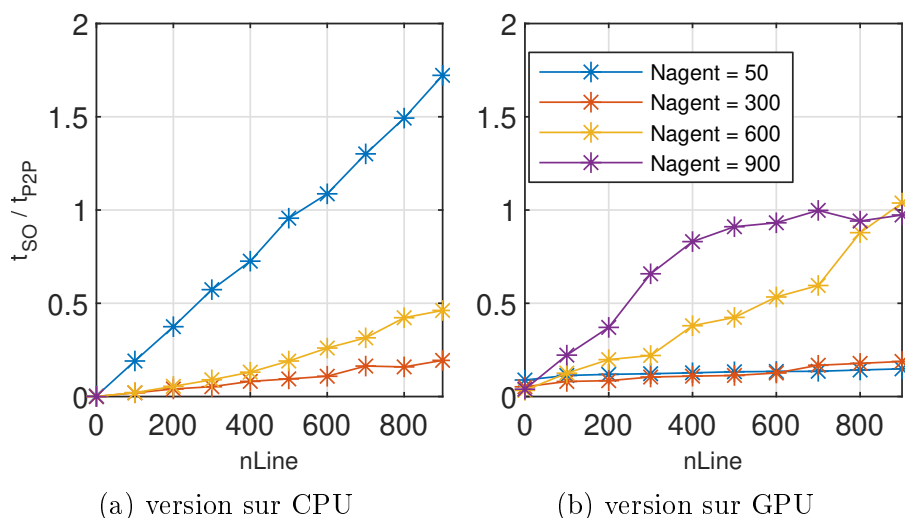 2
1.5
1
0.5
0
t_SO / t_P2P
0 200 400 600 800
nLine
(a) version sur CPU
2
1.5
1
0.5
0
Nagent = 50
Nagent = 300
Nagent = 600
Nagent = 900
0 200 400 600 800
nLine
(b) version sur GPU